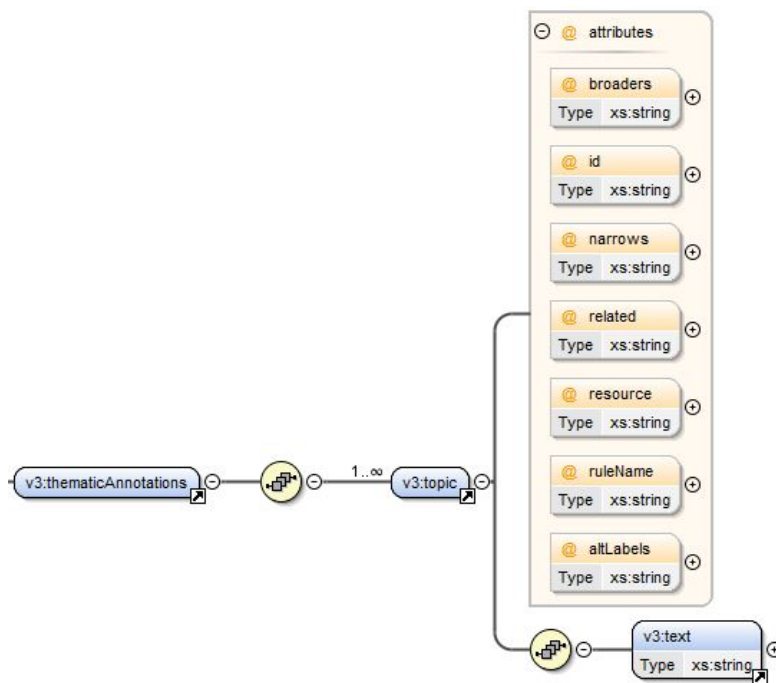 @ attributes
@ broaders
Type xs:string
@ id
Type xs:string
@ narrows
Type xs:string
@ related
Type xs:string
@ resource
Type xs:string
@ ruleName
Type xs:string
@ altLabels
Type xs:string
v3:thematicAnnotations
1..∞
v3:topic
v3:text
Type xs:string